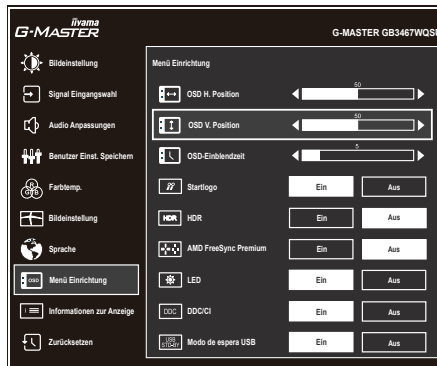 iiyama
G-MASTER
G-MASTER GB3467WQSU
Bildeinstellung
Signal Eingangswahl
Audio Anpassungen
Benutzer Einst. Speichern
R G B
Farbtemp.
Bildeinstellung
Sprache
OSD
Menü Einrichtung
Informationen zur Anzeige
Zurücksetzen
Menü Einrichtung
OSD H. Position
50
OSD V. Position
50
OSD-Einblendzeit
5
Startlogo
Ein Aus
HDR HDR
Ein Aus
AMD FreeSync Premium
Ein Aus
LED
Ein Aus
DDC DDC/CI
Ein Aus
USB STD-BY
Modo de espera USB
Ein Aus